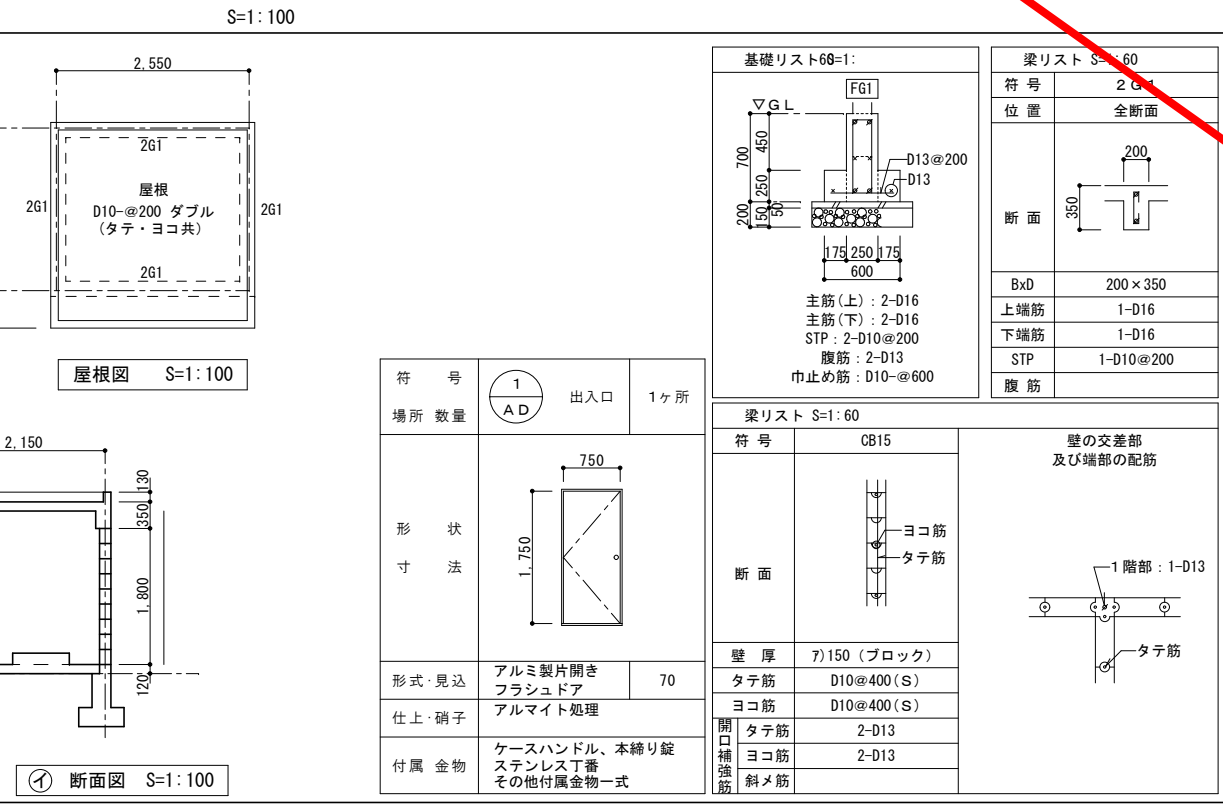 S=1:100
2,550
2G1
2G1
屋根
D10-@200 ダブル
(タテ・ヨコ共)
2G1
2G1
屋根図 S=1:100
2,150
130
350
1,800
120
イ 断面図 S=1:100
符 号
場所 数量
1
AD
出入口
1ヶ所
形 状
寸 法
750
1,750
形式·見込
アルミ製片開き
フラシュドア
70
仕上·硝子
アルマイト処理
付属 金物
ケースハンドル、本締り錠
ステンレス丁番
その他付属金物一式
FG1
▽GL
700
450
250
200
150
50
D13@200
D13
175 250 175
600
主筋(上):2-D16
主筋(下):2-D16
STP:2-D10@200
腹筋:2-D13
巾止め筋:D10-@600
梁リスト S=1:60
符 号
2G1
位 置
全断面
断 面
200
350
BxD
200×350
上端筋
1-D16
下端筋
1-D16
STP
1-D10@200
腹 筋
梁リスト S=1:60
符 号
CB15
壁の交差部
及び端部の配筋
断 面
ヨコ筋
タテ筋
1階部:1-D13
タテ筋
壁 厚
ｱ)150 (ブロック)
タテ筋
D10@400(S)
ヨコ筋
D10@400(S)
開口補強筋
タテ筋
2-D13
ヨコ筋
2-D13
斜メ筋